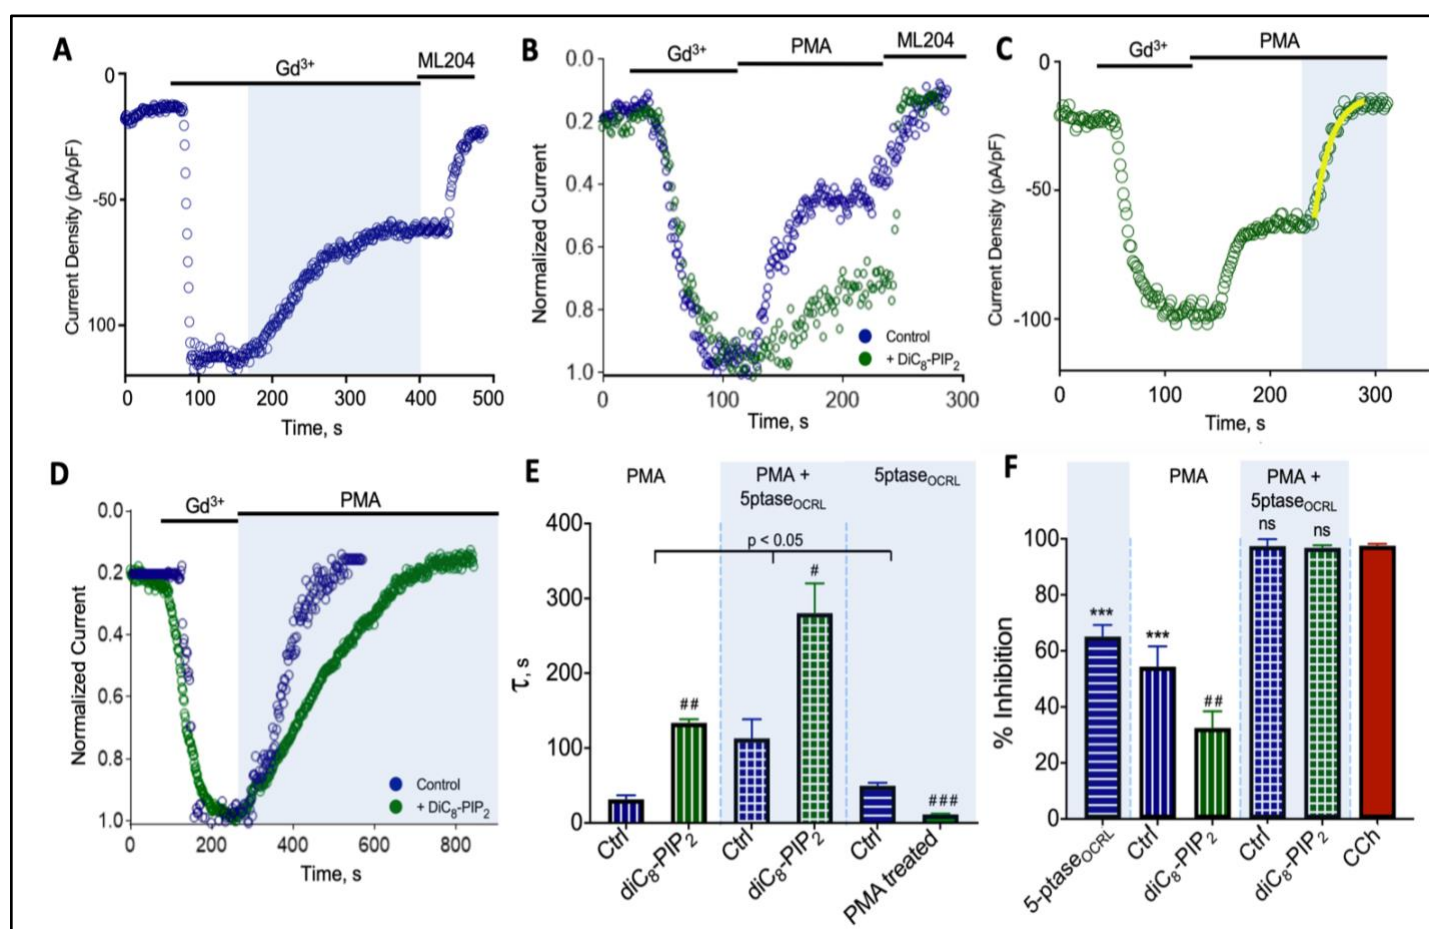 A
Gd³⁺
ML204
0
-50
100
Current Density (pA/pF)
0
100
200
300
400
500
Time, s
B
Gd³⁺
PMA
ML204
0.0
0.2
0.4
0.6
0.8
1.0
Normalized Current
Control
+ DiC₈-PIP₂
0
100
200
300
Time, s
C
Gd³⁺
PMA
0
-50
-100
Current Density (pA/pF)
0
100
200
300
Time, s
D
Gd³⁺
PMA
0.0
0.2
0.4
0.6
0.8
1.0
Normalized Current
Control
+ DiC₈-PIP₂
0
200
400
600
800
Time, s
E
PMA
PMA +
5ptaseOCRL
5ptaseOCRL
p < 0.05
400
300
200
100
0
τ, s
##
#
###
Ctrl
diC₈-PIP₂
Ctrl
diC₈-PIP₂
Ctrl
PMA treated
F
PMA
PMA +
5ptaseOCRL
100
80
60
40
20
0
% Inhibition
***
***
##
ns
ns
5-ptaseOCRL
Ctrl
diC₈-PIP₂
Ctrl
diC₈-PIP₂
CCh